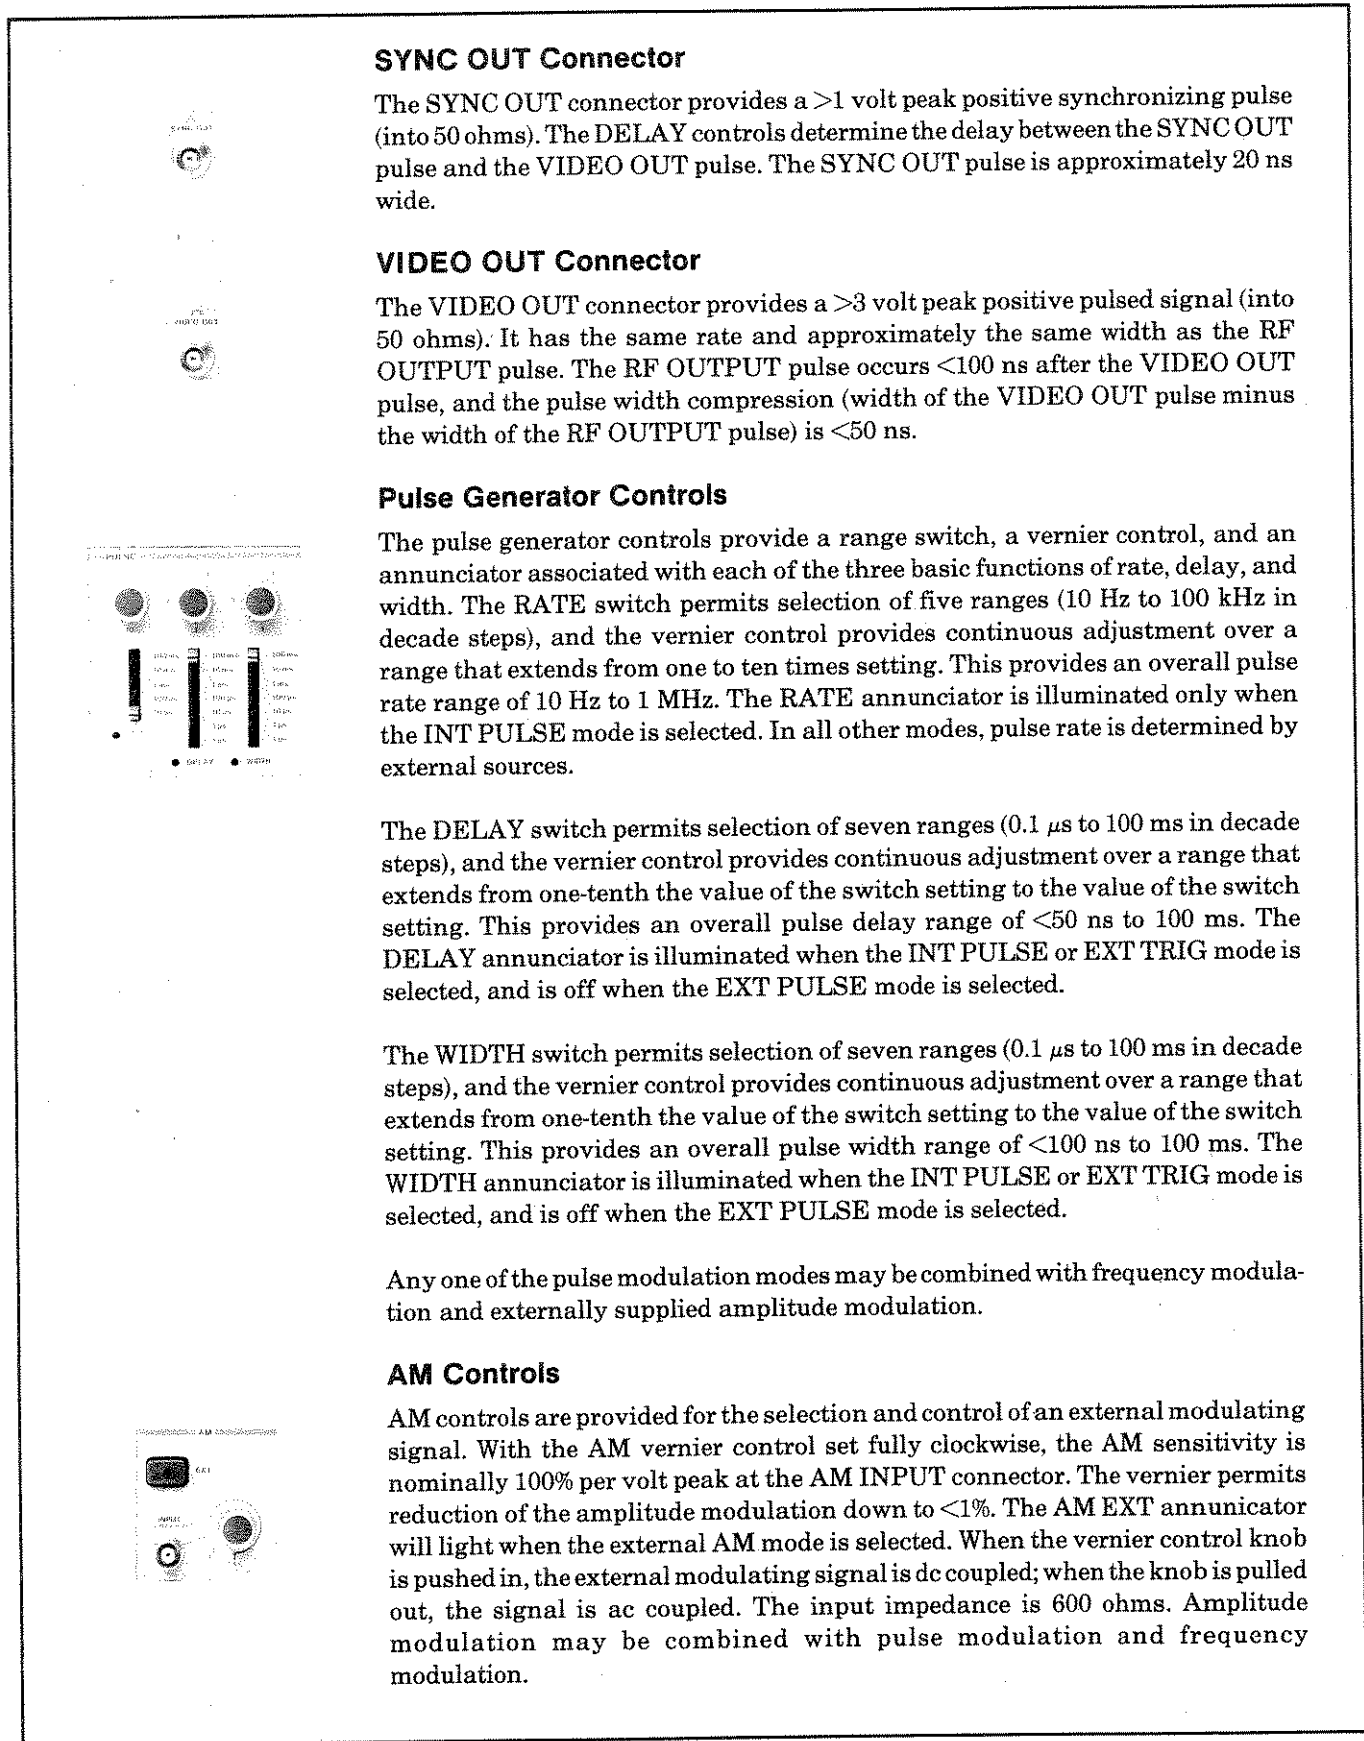 SYNC OUT Connector
The SYNC OUT connector provides a >1 volt peak positive synchronizing pulse
(into 50 ohms). The DELAY controls determine the delay between the SYNC OUT
pulse and the VIDEO OUT pulse. The SYNC OUT pulse is approximately 20 ns
wide.
SYNC OUT
VIDEO OUT Connector
The VIDEO OUT connector provides a >3 volt peak positive pulsed signal (into
50 ohms). It has the same rate and approximately the same width as the RF
OUTPUT pulse. The RF OUTPUT pulse occurs <100 ns after the VIDEO OUT
pulse, and the pulse width compression (width of the VIDEO OUT pulse minus
the width of the RF OUTPUT pulse) is <50 ns.
VIDEO OUT
Pulse Generator Controls
The pulse generator controls provide a range switch, a vernier control, and an
annunciator associated with each of the three basic functions of rate, delay, and
width. The RATE switch permits selection of five ranges (10 Hz to 100 kHz in
decade steps), and the vernier control provides continuous adjustment over a
range that extends from one to ten times setting. This provides an overall pulse
rate range of 10 Hz to 1 MHz. The RATE annunciator is illuminated only when
the INT PULSE mode is selected. In all other modes, pulse rate is determined by
external sources.
DELAY WIDTH
The DELAY switch permits selection of seven ranges (0.1 μs to 100 ms in decade
steps), and the vernier control provides continuous adjustment over a range that
extends from one-tenth the value of the switch setting to the value of the switch
setting. This provides an overall pulse delay range of <50 ns to 100 ms. The
DELAY annunciator is illuminated when the INT PULSE or EXT TRIG mode is
selected, and is off when the EXT PULSE mode is selected.
The WIDTH switch permits selection of seven ranges (0.1 μs to 100 ms in decade
steps), and the vernier control provides continuous adjustment over a range that
extends from one-tenth the value of the switch setting to the value of the switch
setting. This provides an overall pulse width range of <100 ns to 100 ms. The
WIDTH annunciator is illuminated when the INT PULSE or EXT TRIG mode is
selected, and is off when the EXT PULSE mode is selected.
Any one of the pulse modulation modes may be combined with frequency modula-
tion and externally supplied amplitude modulation.
AM Controls
AM controls are provided for the selection and control of an external modulating
signal. With the AM vernier control set fully clockwise, the AM sensitivity is
nominally 100% per volt peak at the AM INPUT connector. The vernier permits
reduction of the amplitude modulation down to <1%. The AM EXT annunicator
will light when the external AM mode is selected. When the vernier control knob
is pushed in, the external modulating signal is dc coupled; when the knob is pulled
out, the signal is ac coupled. The input impedance is 600 ohms. Amplitude
modulation may be combined with pulse modulation and frequency
modulation.
AM
EXT
INPUT